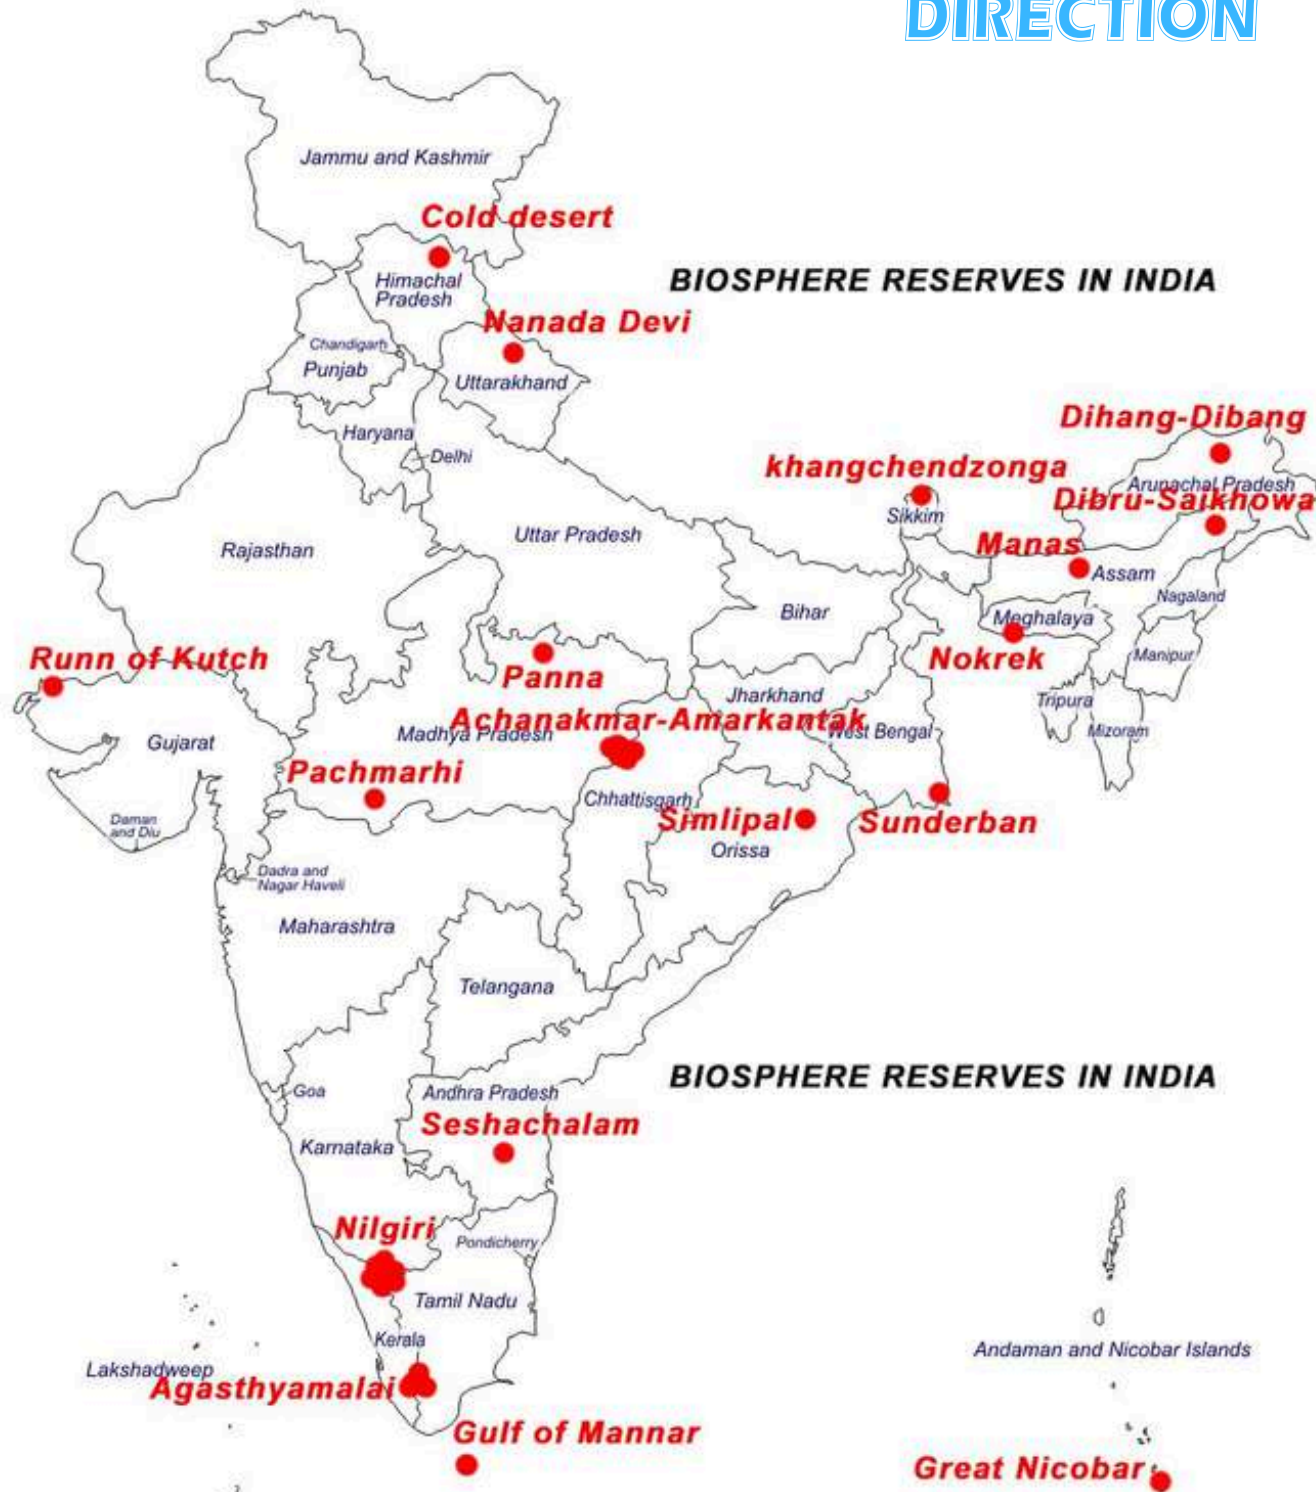 DIRECTION
Jammu and Kashmir
Cold desert
BIOSPHERE RESERVES IN INDIA
Himachal
Pradesh
Nanada Devi
Chandigarh
Punjab
Uttarakhand
Dihang-Dibang
Haryana
Delhi
khangchendzonga
Arunachal Pradesh
Dibru-Saikhowa
Sikkim
Uttar Pradesh
Manas
Rajasthan
Assam
Nagaland
Bihar
Meghalaya
Runn of Kutch
Nokrek
Manipur
Panna
Jharkhand
Tripura
Achanakmar-Amarkantak
Madhya Pradesh
West Bengal
Mizoram
Gujarat
Pachmarhi
Chhattisgarh
Simlipal
Sunderban
Daman
and Diu
Orissa
Dadra and
Nagar Haveli
Maharashtra
Telangana
BIOSPHERE RESERVES IN INDIA
Goa
Andhra Pradesh
Seshachalam
Karnataka
Nilgiri
Pondicherry
Tamil Nadu
Kerala
Andaman and Nicobar Islands
Lakshadweep
Agasthyamalai
Gulf of Mannar
Great Nicobar